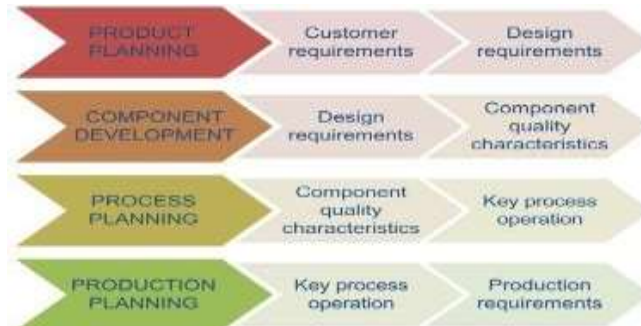 PRODUCT
PLANNING
Customer
requirements
Design
requirements
COMPONENT
DEVELOPMENT
Design
requirements
Component
quality
characteristics
PROCESS
PLANNING
Component
quality
characteristics
Key process
operation
PRODUCTION
PLANNING
Key process
operation
Production
requirements